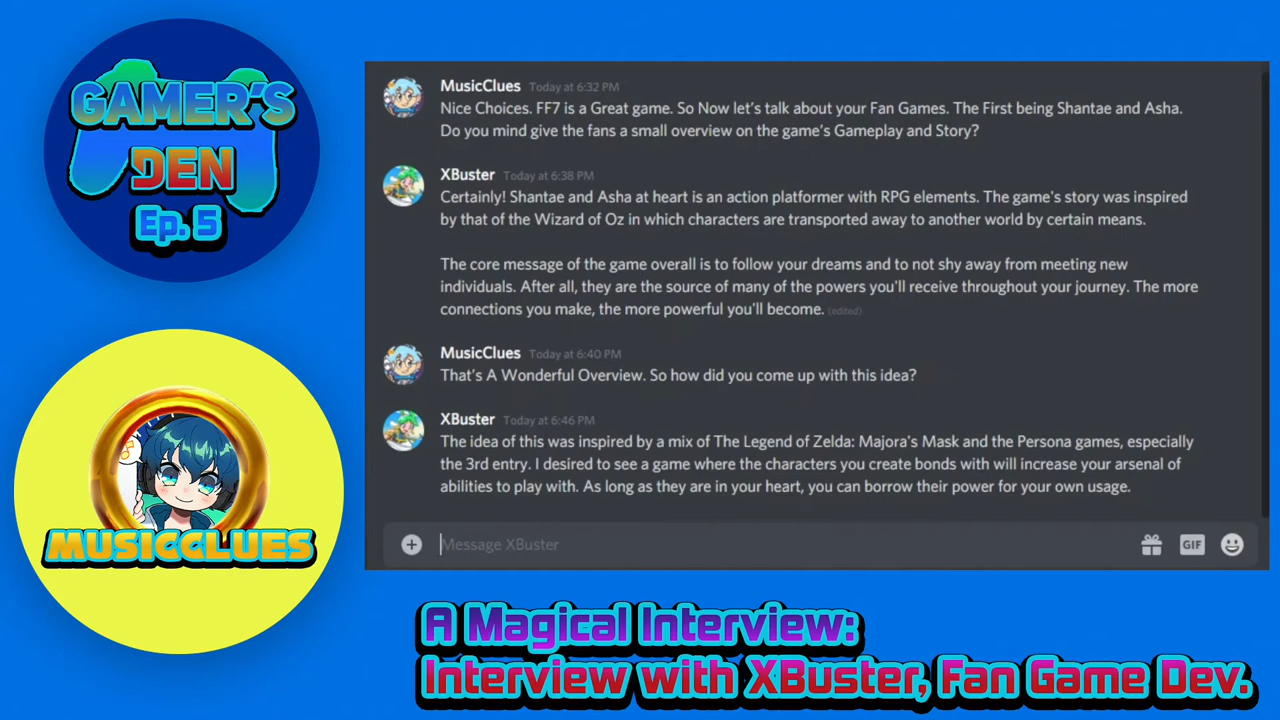 GAMER'S
DEN
Ep. 5
MUSICCLUES
MusicClues Today at 6:32 PM
Nice Choices. FF7 is a Great game. So Now let's talk about your Fan Games. The First being Shantae and Asha.
Do you mind give the fans a small overview on the game's Gameplay and Story?
XBuster Today at 6:38 PM
Certainly! Shantae and Asha at heart is an action platformer with RPG elements. The game's story was inspired
by that of the Wizard of Oz in which characters are transported away to another world by certain means.
The core message of the game overall is to follow your dreams and to not shy away from meeting new
individuals. After all, they are the source of many of the powers you'll receive throughout your journey. The more
connections you make, the more powerful you'll become. (edited)
MusicClues Today at 6:40 PM
That's A Wonderful Overview. So how did you come up with this idea?
XBuster Today at 6:46 PM
The idea of this was inspired by a mix of The Legend of Zelda: Majora's Mask and the Persona games, especially
the 3rd entry. I desired to see a game where the characters you create bonds with will increase your arsenal of
abilities to play with. As long as they are in your heart, you can borrow their power for your own usage.
Message XBuster
GIF
A Magical Interview:
Interview with XBuster, Fan Game Dev.